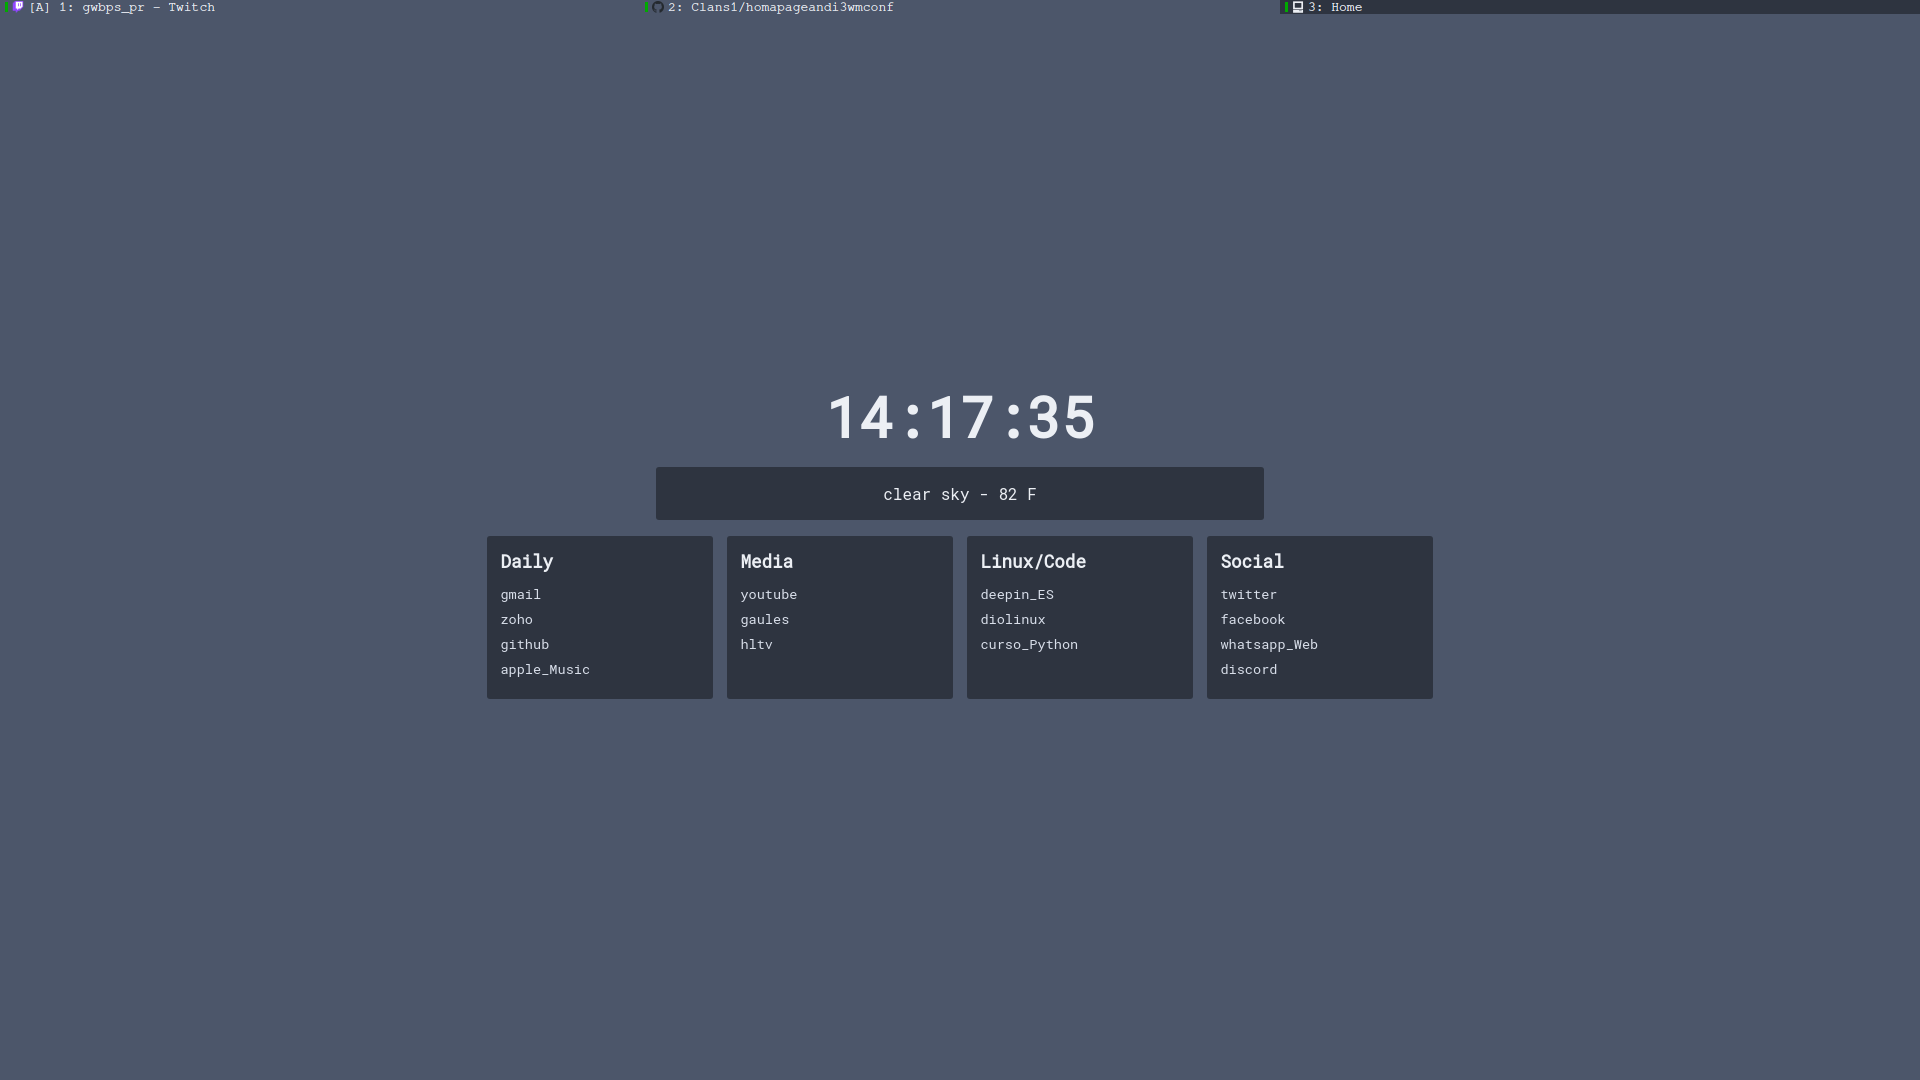 [A] 1: gwbps_pr - Twitch
2: Clans1/homapageandi3wmconf
3: Home
14:17:35
clear sky - 82 F
Daily
gmail
zoho
github
apple_Music
Media
youtube
gaules
hltv
Linux/Code
deepin_ES
diolinux
curso_Python
Social
twitter
facebook
whatsapp_Web
discord